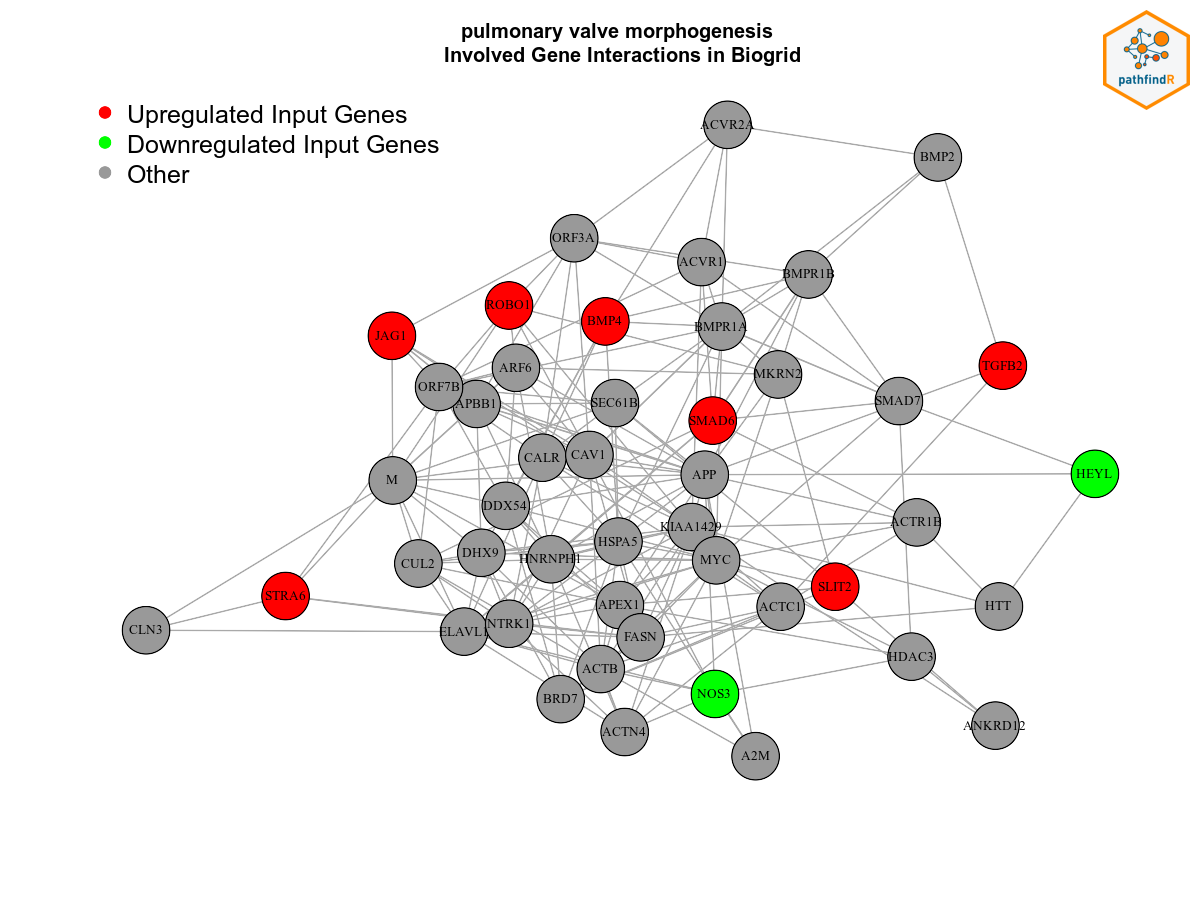 pulmonary valve morphogenesis
Involved Gene Interactions in Biogrid
pathfindR
Upregulated Input Genes
Downregulated Input Genes
Other
ACVR2A
BMP2
ORF3A
ACVR1
BMPR1B
ROBO1
BMP4
BMPR1A
JAG1
TGFB2
ARF6
MKRN2
ORF7B
APBB1
SEC61B
SMAD7
SMAD6
CALR
CAV1
APP
HEYL
M
DDX54
KIAA1429
ACTR1B
HSPA5
DHX9
HNRNPH1
MYC
CUL2
SLIT2
STRA6
APEX1
ACTC1
HTT
CLN3
ELAVL1
NTRK1
FASN
HDAC3
ACTB
BRD7
NOS3
ACTN4
ANKRD12
A2M